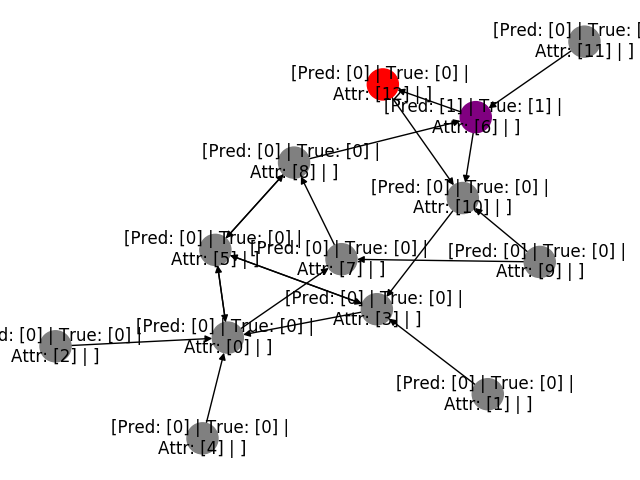 [Pred: [0] | True: [
Attr: [11] | ]
[Pred: [0] | True: [0] |
Attr: [12] | ]
[Pred: [1] | True: [1] |
Attr: [6] | ]
[Pred: [0] | True: [0] |
Attr: [8] | ]
[Pred: [0] | True: [0] |
Attr: [10] | ]
[Pred: [0] | True: [0] |
Attr: [5] | ]
[Pred: [0] | True: [0] |
Attr: [7] | ]
[Pred: [0] | True: [0] |
Attr: [9] | ]
[Pred: [0] | True: [0] |
Attr: [3] | ]
[Pred: [0] | True: [0] |
Attr: [0] | ]
d: [0] | True: [0] |
Attr: [2] | ]
[Pred: [0] | True: [0] |
Attr: [1] | ]
[Pred: [0] | True: [0] |
Attr: [4] | ]